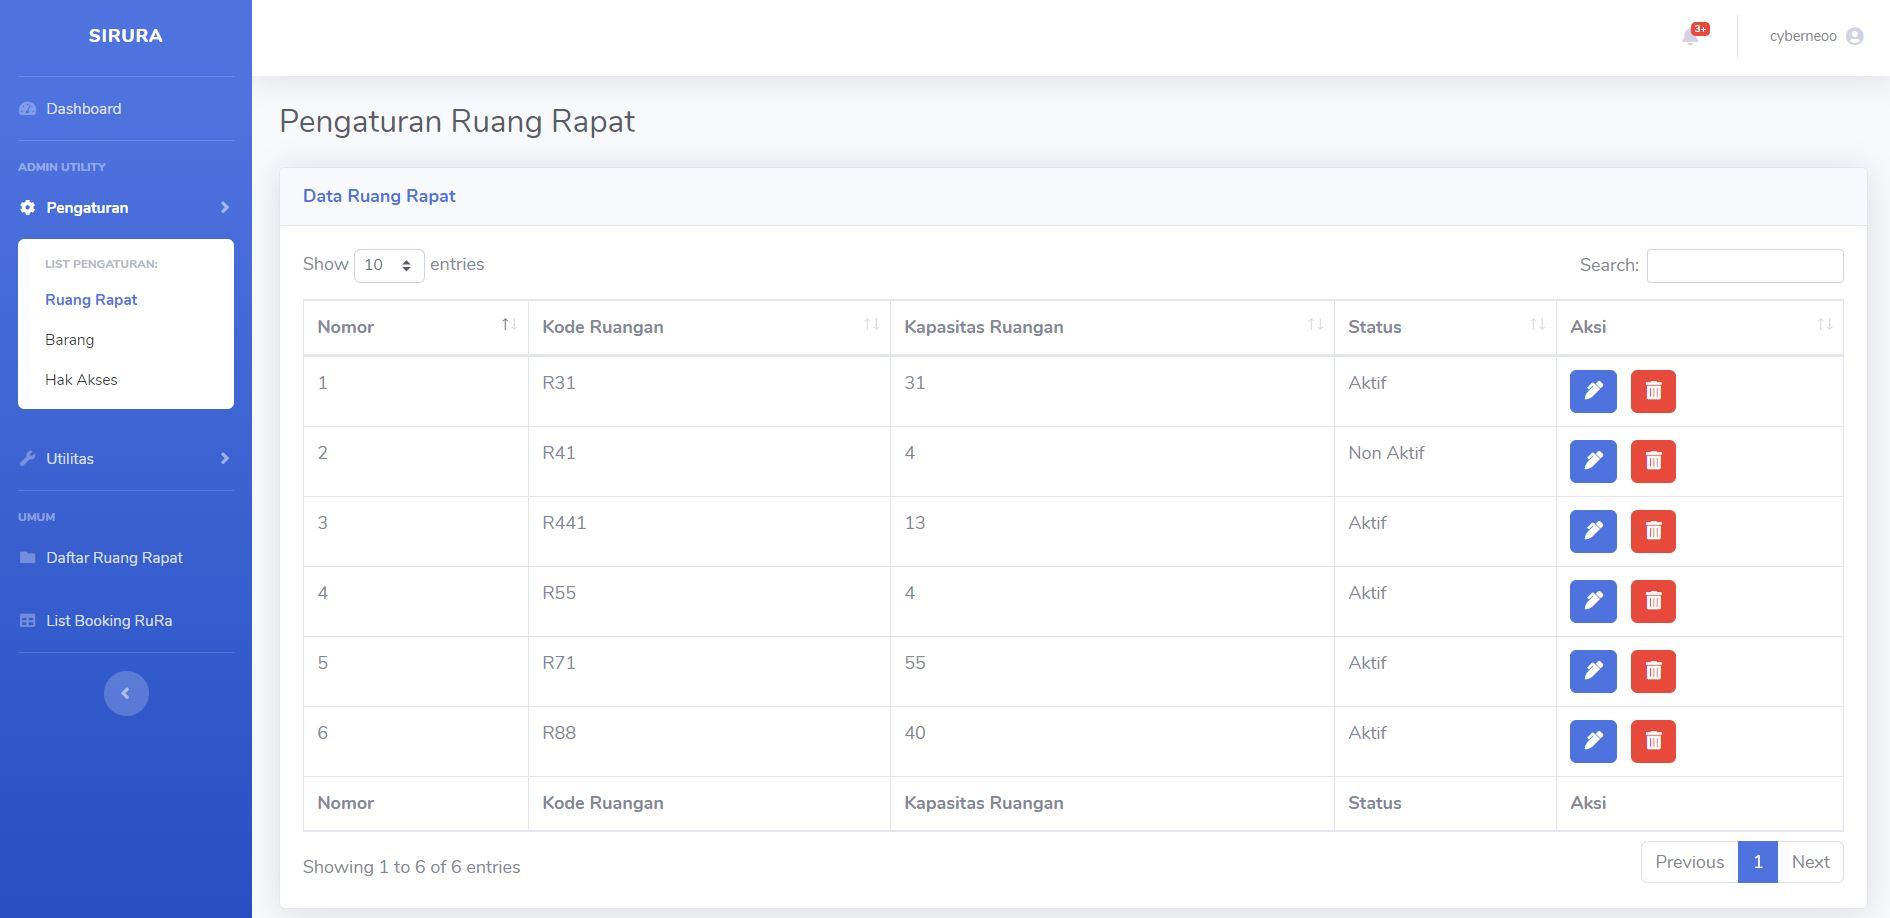 SIRURA
3+
cyberneoo
Dashboard
ADMIN UTILITY
Pengaturan
LIST PENGATURAN:
Ruang Rapat
Barang
Hak Akses
Utilitas
UMUM
Daftar Ruang Rapat
List Booking RuRa
Pengaturan Ruang Rapat
Data Ruang Rapat
Show 10 entries
Search:
Nomor Kode Ruangan Kapasitas Ruangan Status Aksi
1 R31 31 Aktif
2 R41 4 Non Aktif
3 R441 13 Aktif
4 R55 4 Aktif
5 R71 55 Aktif
6 R88 40 Aktif
Nomor Kode Ruangan Kapasitas Ruangan Status Aksi
Showing 1 to 6 of 6 entries
Previous 1 Next